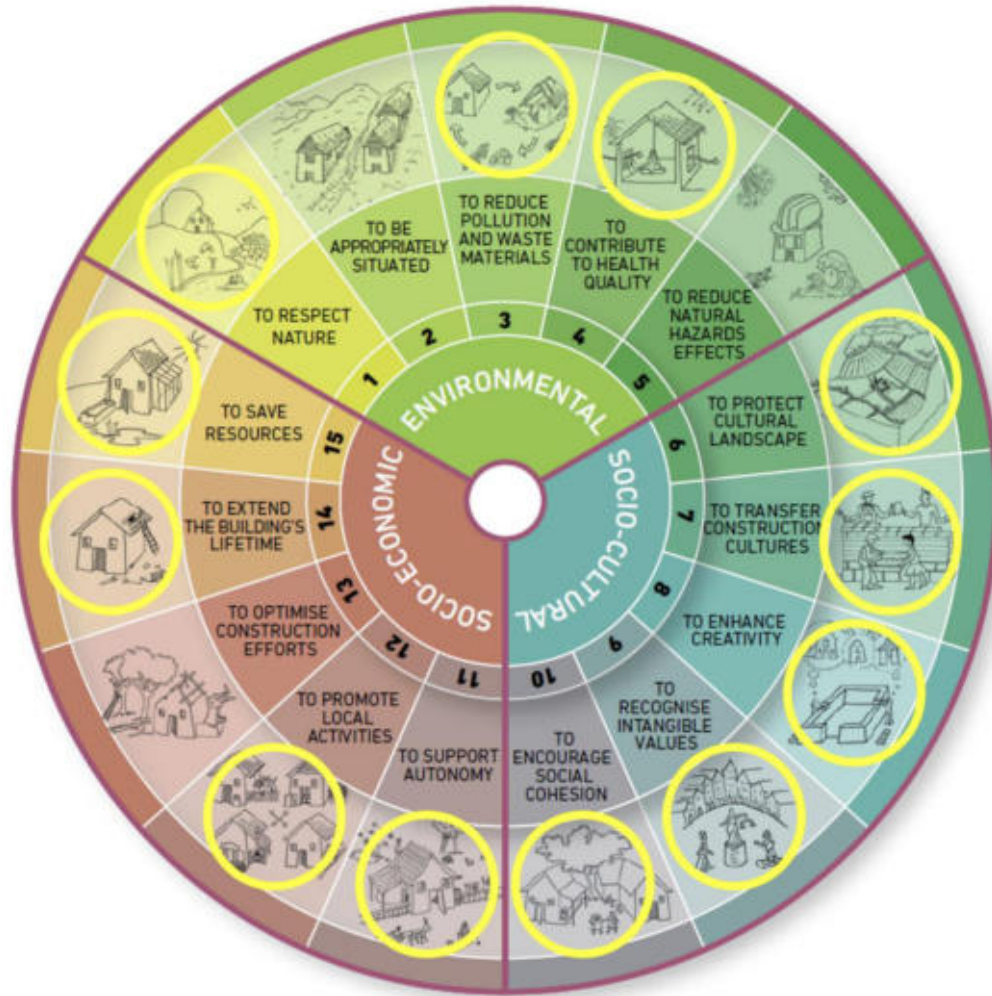 ENVIRONMENTAL
1
TO RESPECT
NATURE
2
TO BE
APPROPRIATELY
SITUATED
3
TO REDUCE
POLLUTION
AND WASTE
MATERIALS
4
TO
CONTRIBUTE
TO HEALTH
QUALITY
5
TO REDUCE
NATURAL
HAZARDS
EFFECTS
SOCIO-CULTURAL
6
TO PROTECT
CULTURAL
LANDSCAPE
7
TO TRANSFER
CONSTRUCTION
CULTURES
8
TO ENHANCE
CREATIVITY
9
TO
RECOGNISE
INTANGIBLE
VALUES
10
TO
ENCOURAGE
SOCIAL
COHESION
SOCIO-ECONOMIC
11
TO SUPPORT
AUTONOMY
12
TO PROMOTE
LOCAL
ACTIVITIES
13
TO OPTIMISE
CONSTRUCTION
EFFORTS
14
TO EXTEND
THE BUILDING'S
LIFETIME
15
TO SAVE
RESOURCES